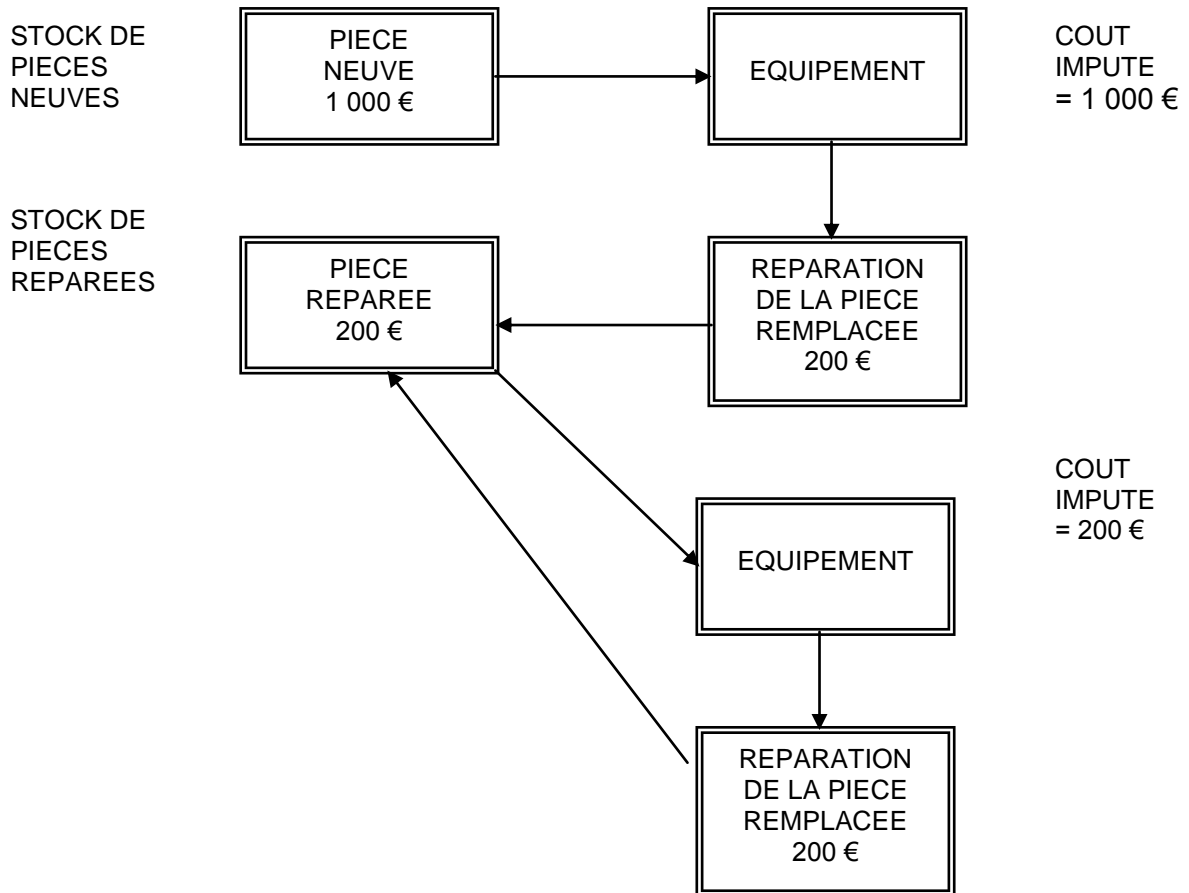 STOCK DE
PIECES
NEUVES
PIECE
NEUVE
1 000 €
EQUIPEMENT
COUT
IMPUTE
= 1 000 €
STOCK DE
PIECES
REPAREES
PIECE
REPAREE
200 €
REPARATION
DE LA PIECE
REMPLACEE
200 €
COUT
IMPUTE
= 200 €
EQUIPEMENT
REPARATION
DE LA PIECE
REMPLACEE
200 €